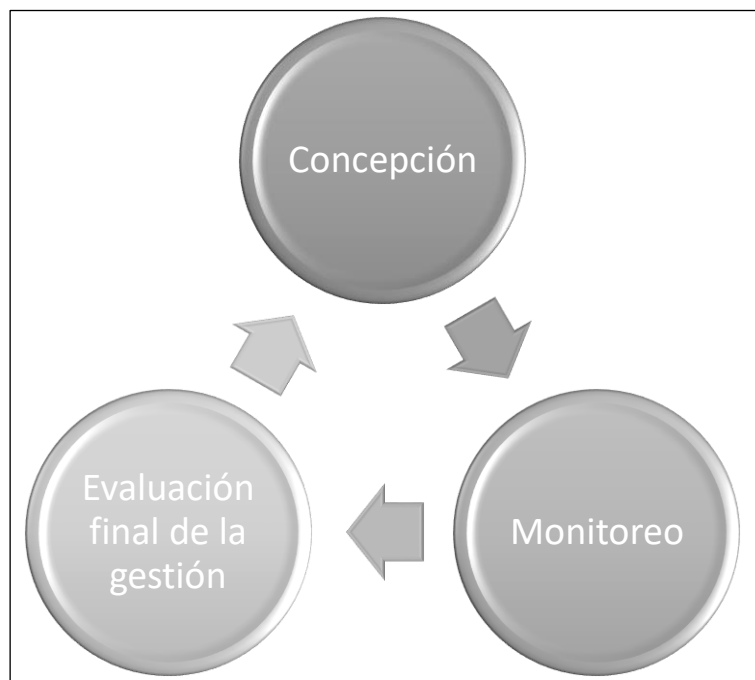 Concepción
Monitoreo
Evaluación
final de la
gestión